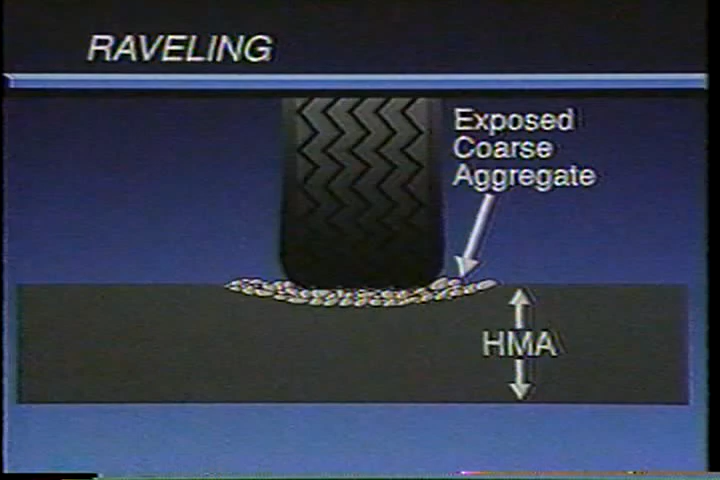 RAVELING
Exposed
Coarse
Aggregate
HMA